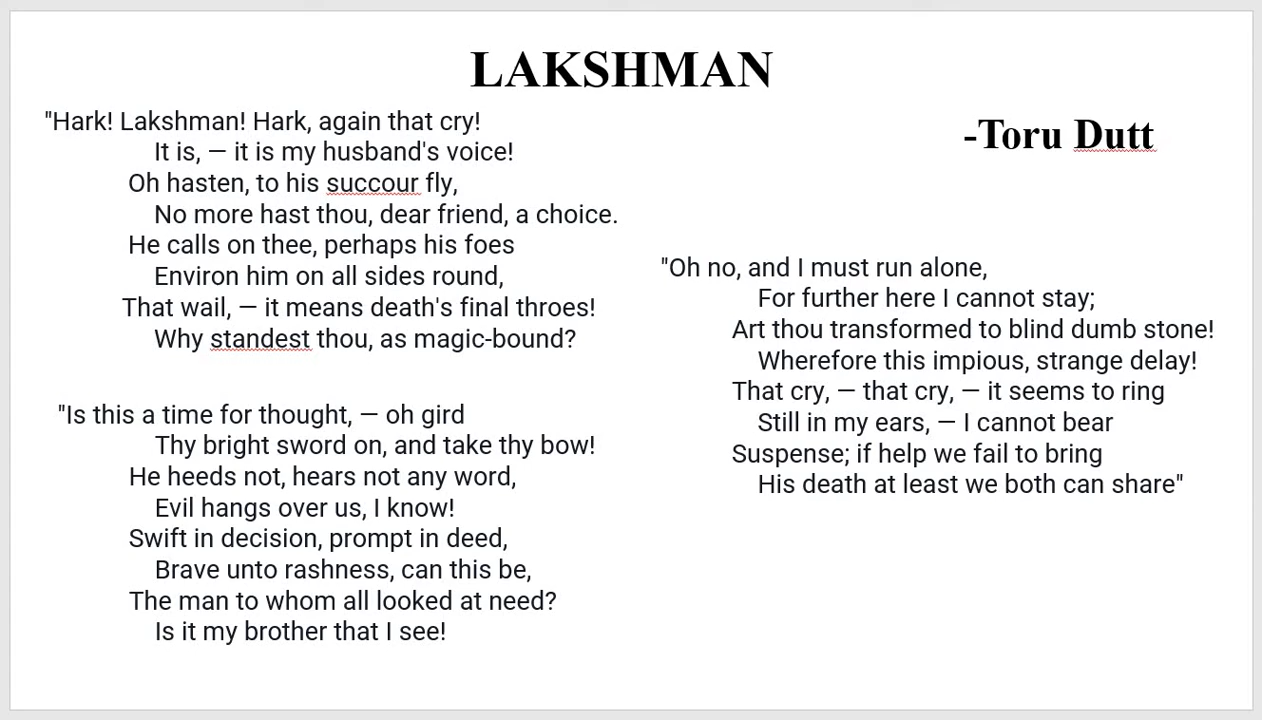 LAKSHMAN
-Toru Dutt
"Hark! Lakshman! Hark, again that cry!
It is, — it is my husband's voice!
Oh hasten, to his succour fly,
No more hast thou, dear friend, a choice.
He calls on thee, perhaps his foes
Environ him on all sides round,
That wail, — it means death's final throes!
Why standest thou, as magic-bound?
"Is this a time for thought, — oh gird
Thy bright sword on, and take thy bow!
He heeds not, hears not any word,
Evil hangs over us, I know!
Swift in decision, prompt in deed,
Brave unto rashness, can this be,
The man to whom all looked at need?
Is it my brother that I see!
"Oh no, and I must run alone,
For further here I cannot stay;
Art thou transformed to blind dumb stone!
Wherefore this impious, strange delay!
That cry, — that cry, — it seems to ring
Still in my ears, — I cannot bear
Suspense; if help we fail to bring
His death at least we both can share"